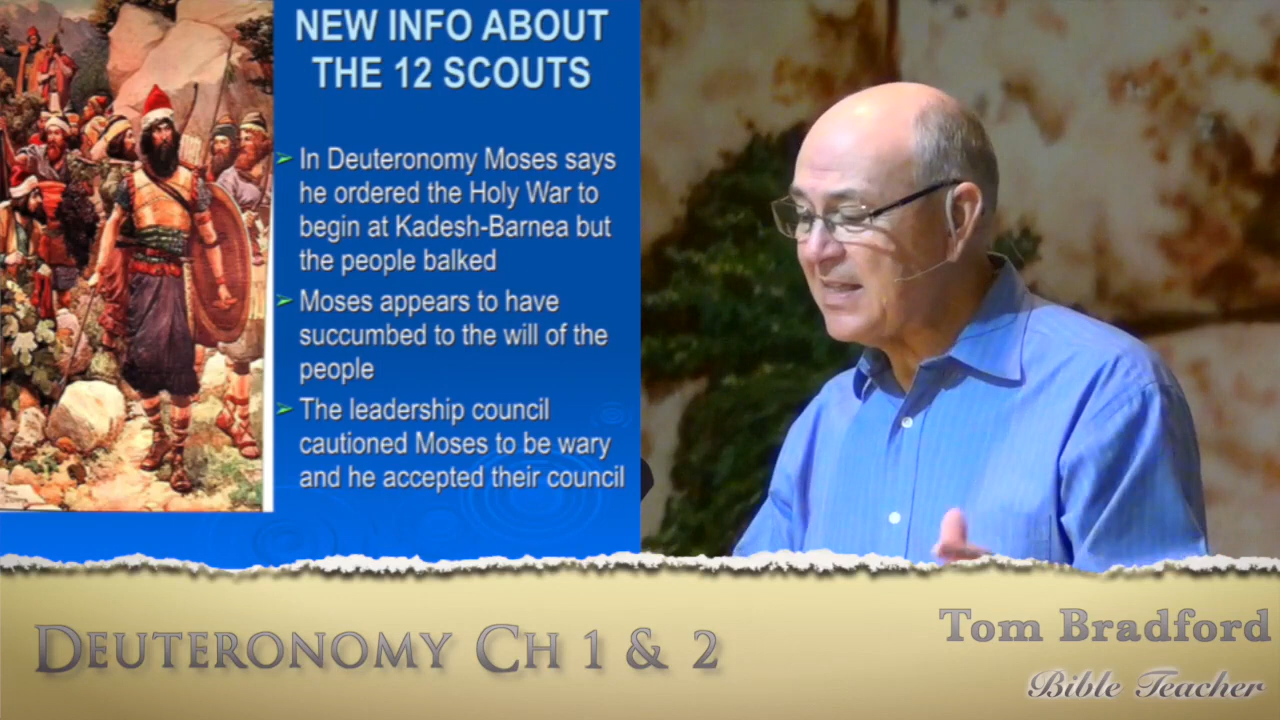 NEW INFO ABOUT
THE 12 SCOUTS
In Deuteronomy Moses says
he ordered the Holy War to
begin at Kadesh-Barnea but
the people balked
Moses appears to have
succumbed to the will of the
people
The leadership council
cautioned Moses to be wary
and he accepted their council
DEUTERONOMY CH 1 & 2
Tom Bradford
Bible Teacher